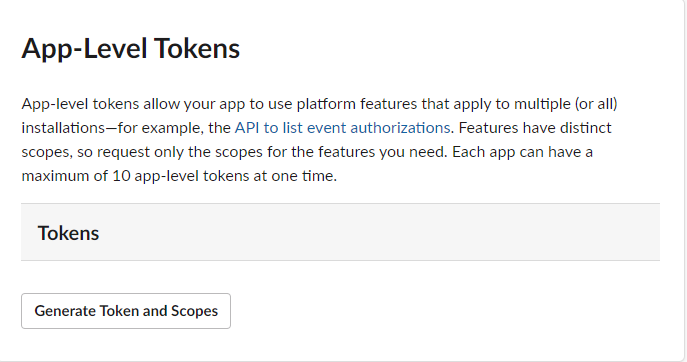 App-Level Tokens
App-level tokens allow your app to use platform features that apply to multiple (or all)
installations—for example, the API to list event authorizations. Features have distinct
scopes, so request only the scopes for the features you need. Each app can have a
maximum of 10 app-level tokens at one time.
Tokens
Generate Token and Scopes